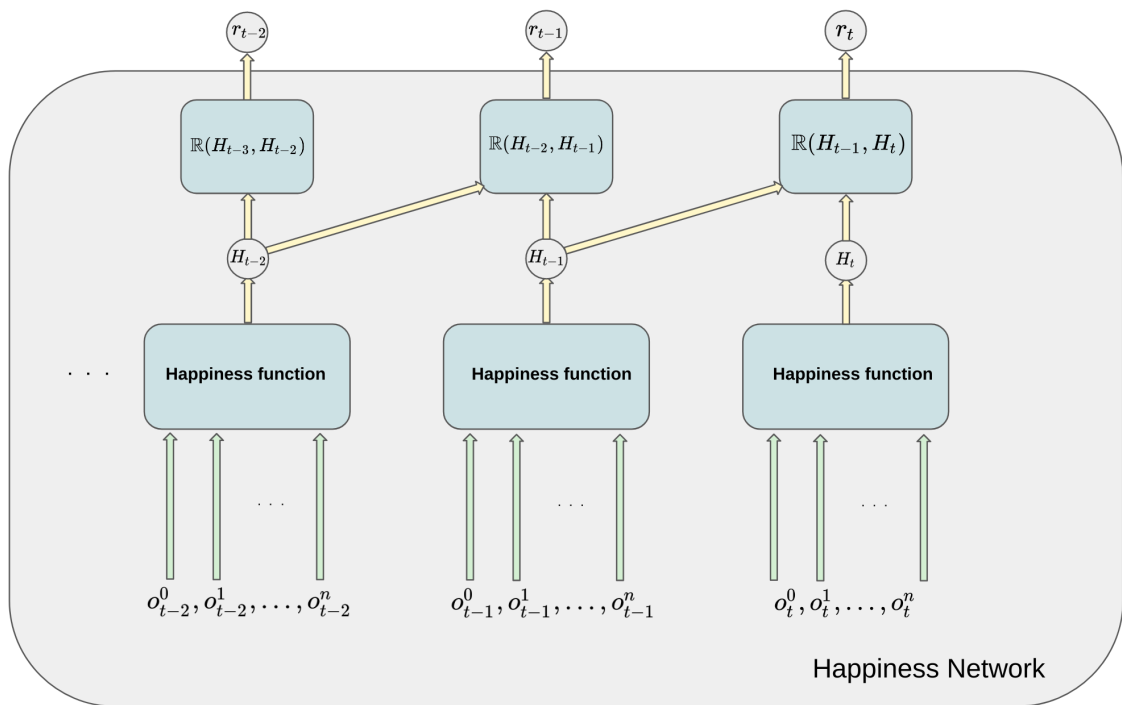 r_{t-2} r_{t-1} r_t
ℝ(H_{t-3}, H_{t-2}) ℝ(H_{t-2}, H_{t-1}) ℝ(H_{t-1}, H_t)
H_{t-2} H_{t-1} H_t
. . . Happiness function Happiness function Happiness function
. . . . . . . . .
o^0_{t-2}, o^1_{t-2}, . . . , o^n_{t-2} o^0_{t-1}, o^1_{t-1}, . . . , o^n_{t-1} o^0_t, o^1_t, . . . , o^n_t
Happiness Network